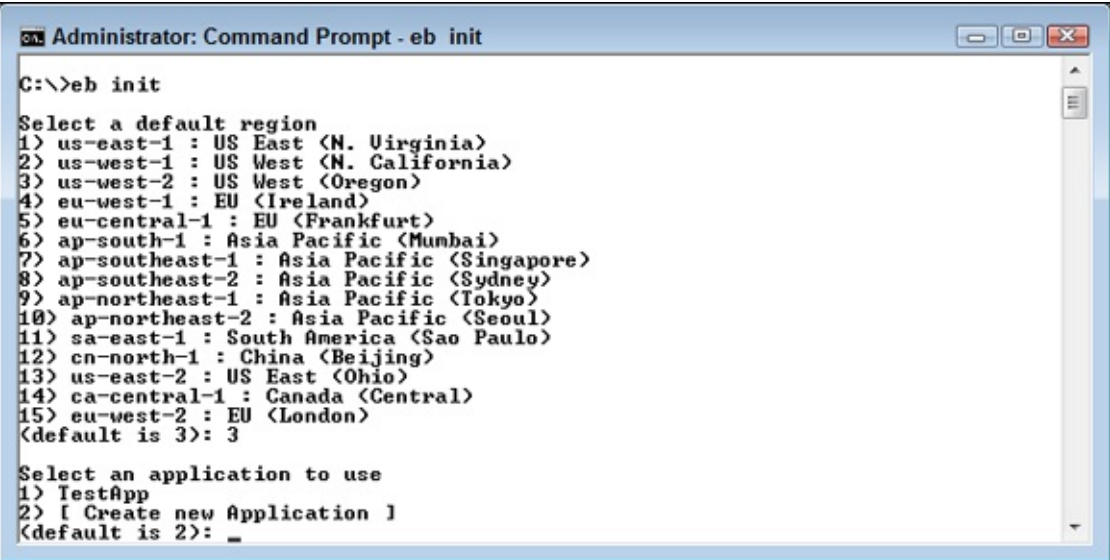 Administrator: Command Prompt - eb init
C:\>eb init
Select a default region
1) us-east-1 : US East (N. Virginia)
2) us-west-1 : US West (N. California)
3) us-west-2 : US West (Oregon)
4) eu-west-1 : EU (Ireland)
5) eu-central-1 : EU (Frankfurt)
6) ap-south-1 : Asia Pacific (Mumbai)
7) ap-southeast-1 : Asia Pacific (Singapore)
8) ap-southeast-2 : Asia Pacific (Sydney)
9) ap-northeast-1 : Asia Pacific (Tokyo)
10) ap-northeast-2 : Asia Pacific (Seoul)
11) sa-east-1 : South America (Sao Paulo)
12) cn-north-1 : China (Beijing)
13) us-east-2 : US East (Ohio)
14) ca-central-1 : Canada (Central)
15) eu-west-2 : EU (London)
(default is 3): 3
Select an application to use
1) TestApp
2) [ Create new Application ]
(default is 2): _